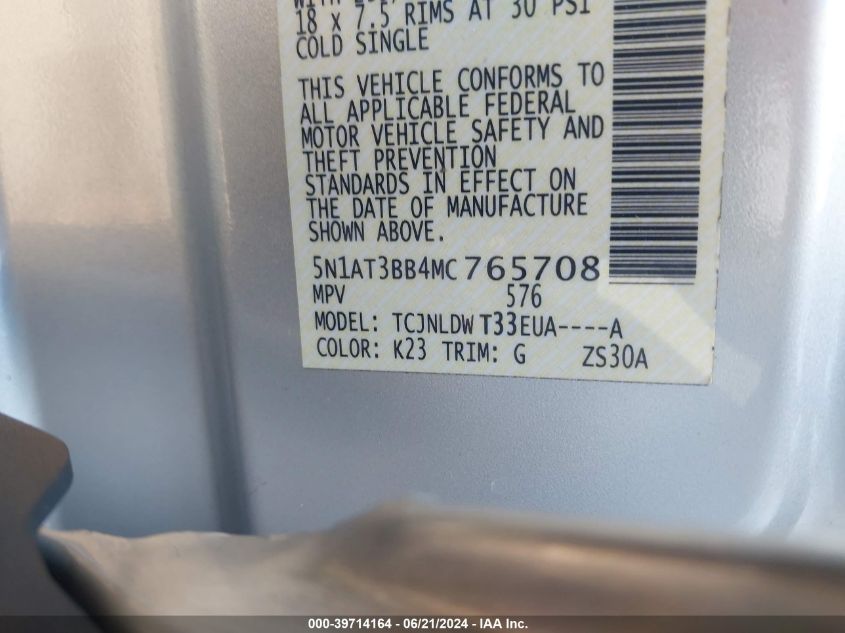 18 x 7.5 RIMS AT 30 PSI
COLD SINGLE
THIS VEHICLE CONFORMS TO
ALL APPLICABLE FEDERAL
MOTOR VEHICLE SAFETY AND
THEFT PREVENTION
STANDARDS IN EFFECT ON
THE DATE OF MANUFACTURE
SHOWN ABOVE.
5N1AT3BB4MC765708
MPV 576
MODEL: TCJNLDW T33EUA----A
COLOR: K23 TRIM: G ZS30A
000-39714164 / 06/21/2024 - IAA Inc.